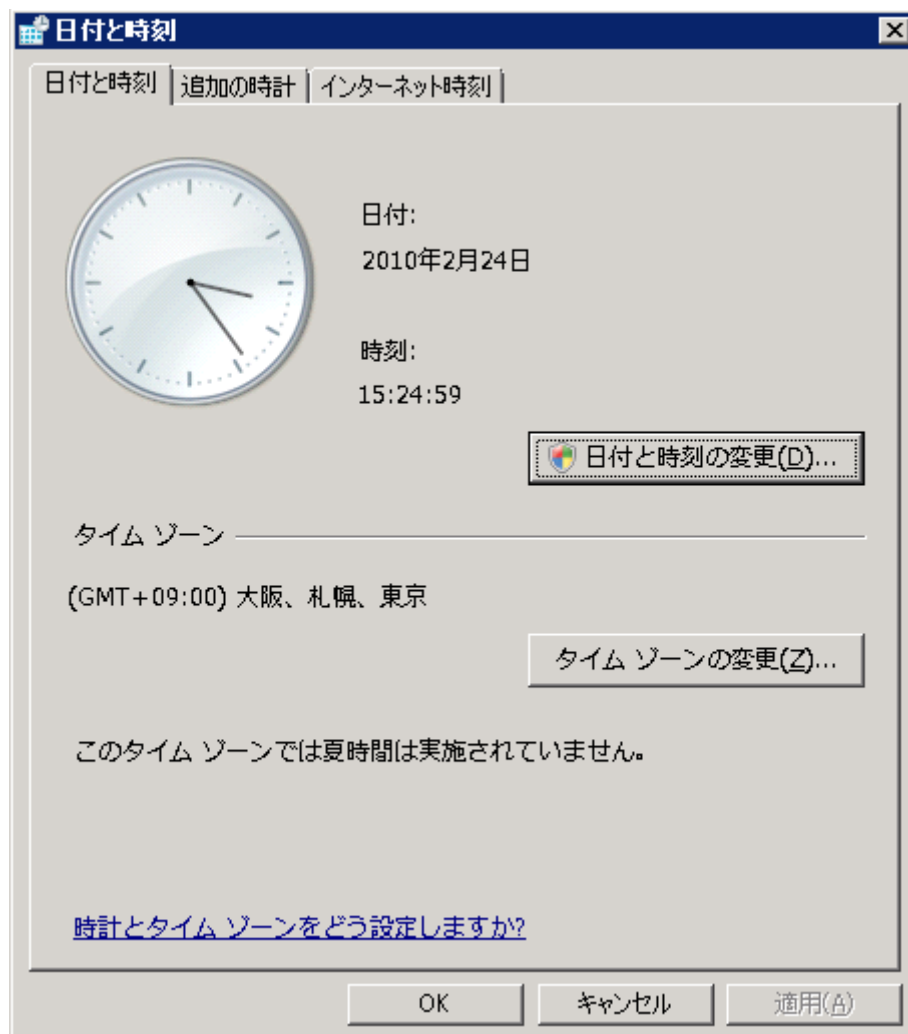 日付と時刻
日付と時刻 追加の時計 インターネット時刻
日付:
2010年2月24日
時刻:
15:24:59
日付と時刻の変更(D)...
タイム ゾーン
(GMT+09:00) 大阪、札幌、東京
タイム ゾーンの変更(Z)...
このタイム ゾーンでは夏時間は実施されていません。
時計とタイム ゾーンをどう設定しますか?
OK キャンセル 適用(A)